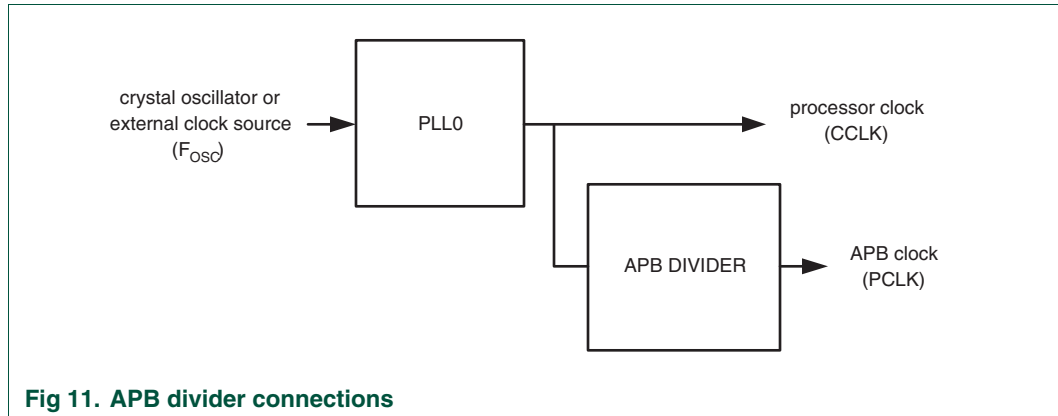 crystal oscillator or
external clock source
(FOSC)
PLL0
processor clock
(CCLK)
APB DIVIDER
APB clock
(PCLK)
Fig 11. APB divider connections